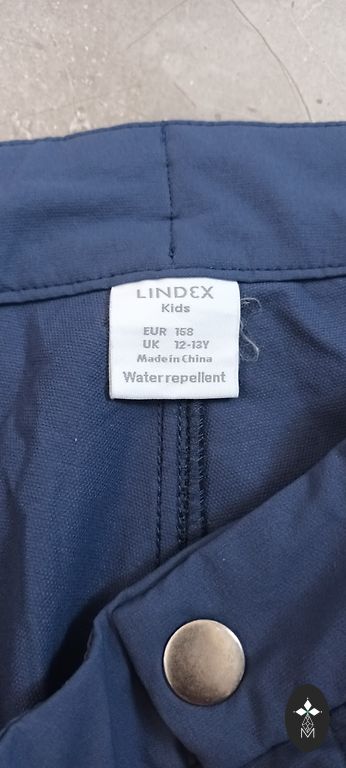 LINDEX
Kids
EUR 158
UK 12-13Y
Made in China
Water repellent
M